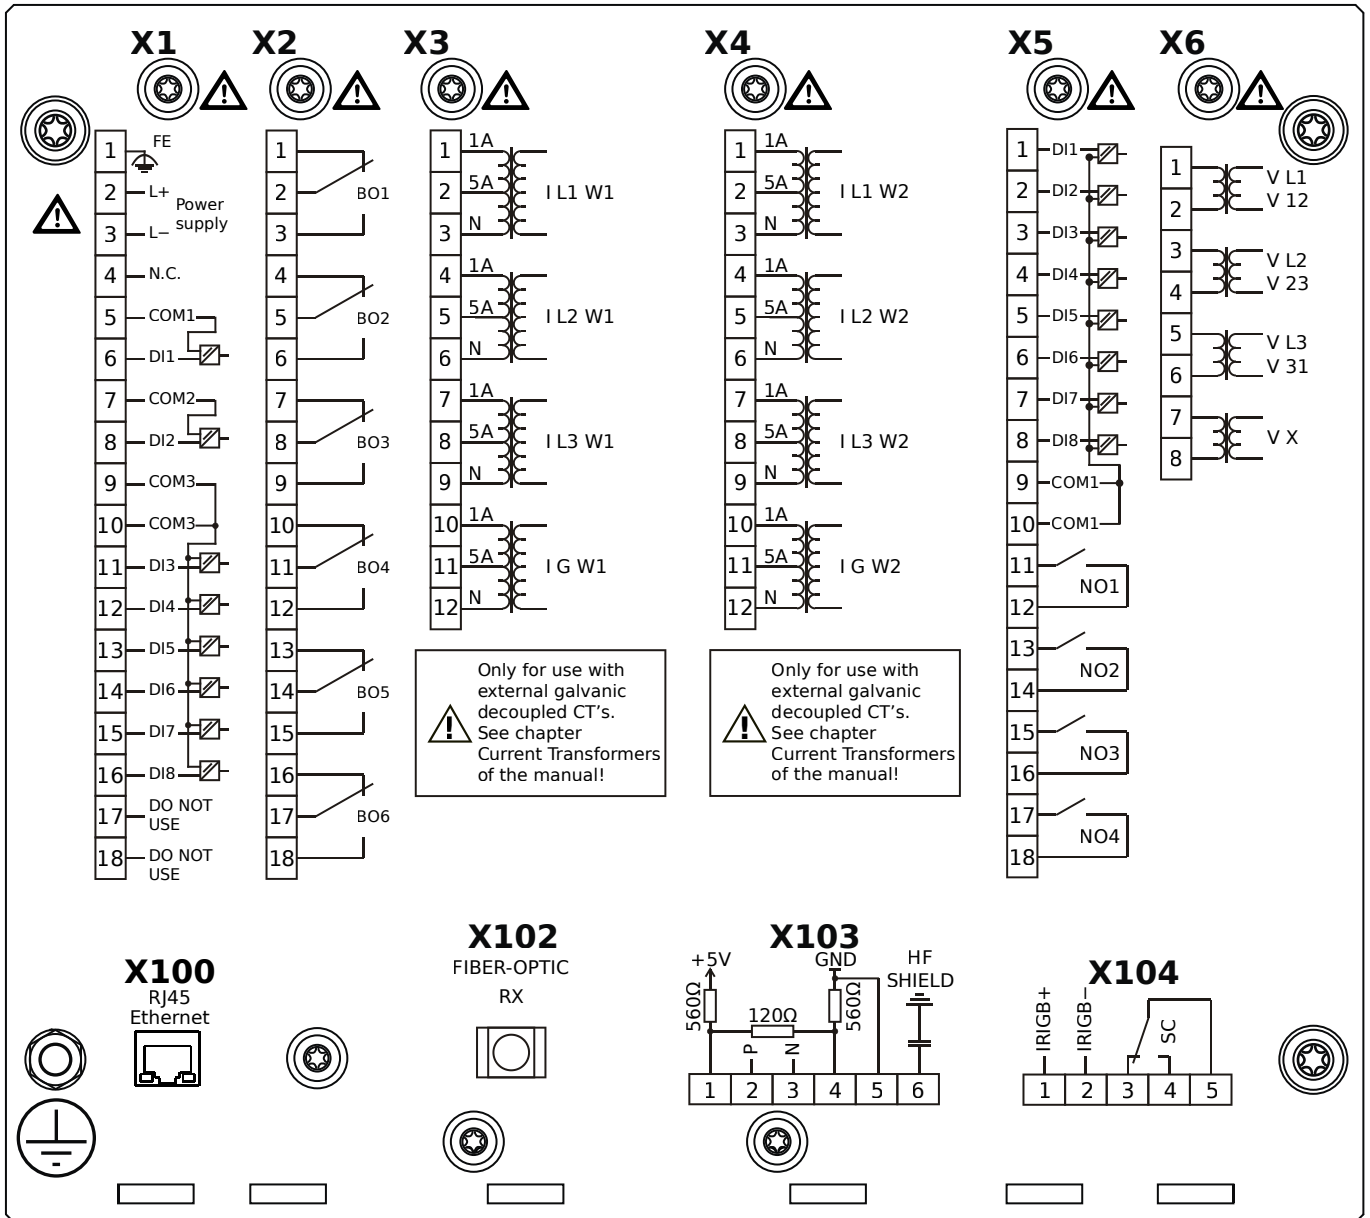 X1
1
FE
2
L+
Power
supply
3
L−
4
N.C.
5
COM1
6
DI1
7
COM2
8
DI2
9
COM3
10
COM3
11
DI3
12
DI4
13
DI5
14
DI6
15
DI7
16
DI8
17
DO NOT
USE
18
DO NOT
USE
X2
1
2
BO1
3
4
5
BO2
6
7
8
BO3
9
10
11
BO4
12
13
14
BO5
15
16
17
BO6
18
X3
1
1A
2
5A
I L1 W1
3
N
4
1A
5
5A
I L2 W1
6
N
7
1A
8
5A
I L3 W1
9
N
10
1A
11
5A
I G W1
12
N
Only for use with
external galvanic
decoupled CT's.
See chapter
Current Transformers
of the manual!
X4
1
1A
2
5A
I L1 W2
3
N
4
1A
5
5A
I L2 W2
6
N
7
1A
8
5A
I L3 W2
9
N
10
1A
11
5A
I G W2
12
N
Only for use with
external galvanic
decoupled CT's.
See chapter
Current Transformers
of the manual!
X5
1
DI1
2
DI2
3
DI3
4
DI4
5
DI5
6
DI6
7
DI7
8
DI8
9
COM1
10
COM1
11
NO1
12
13
NO2
14
15
NO3
16
17
NO4
18
X6
1
V L1
2
V 12
3
V L2
4
V 23
5
V L3
6
V 31
7
V X
8
X100
RJ45
Ethernet
X102
FIBER-OPTIC
RX
X103
+5V
GND
HF
SHIELD
560Ω
120Ω
560Ω
P
N
1 2 3 4 5 6
X104
IRIGB+
IRIGB−
SC
1 2 3 4 5